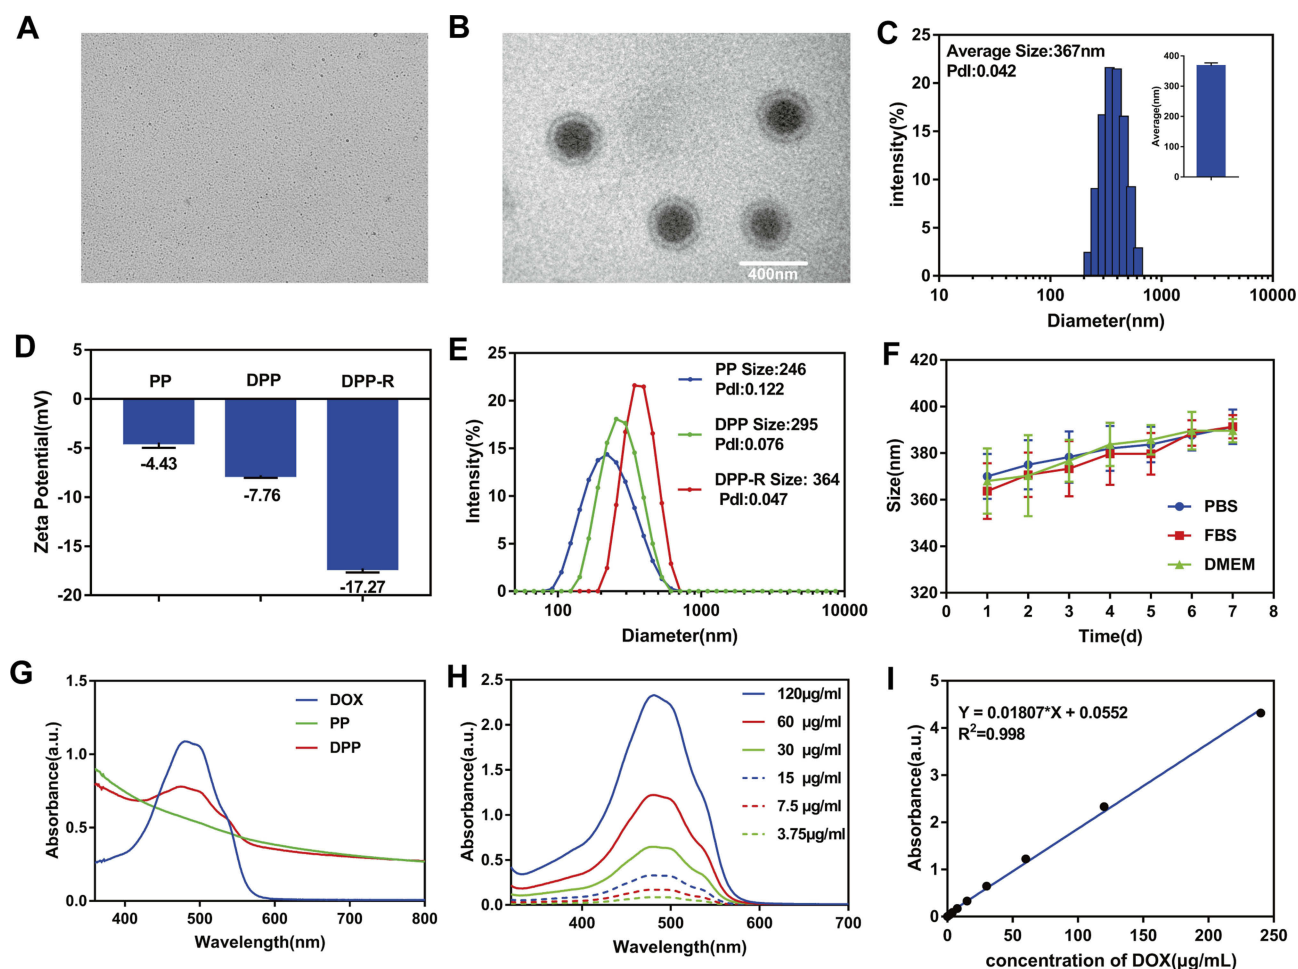 A
B
400nm
C
Average Size:367nm
PdI:0.042
intensity(%)
25
20
15
10
5
0
10
100
1000
10000
Diameter(nm)
Average(nm)
400
300
200
100
0
D
Zeta Potential(mV)
5
0
-5
-10
-15
-20
PP
DPP
DPP-R
-4.43
-7.76
-17.27
E
Intensity(%)
25
20
15
10
5
0
100
1000
10000
Diameter(nm)
PP Size:246
PdI:0.122
DPP Size:295
PdI:0.076
DPP-R Size: 364
PdI:0.047
F
Size(nm)
420
400
380
360
340
320
0 1 2 3 4 5 6 7 8
Time(d)
PBS
FBS
DMEM
G
Absorbance(a.u.)
1.5
1.0
0.5
0.0
400 500 600 700 800
Wavelength(nm)
DOX
PP
DPP
H
Absorbance(a.u.)
2.5
2.0
1.5
1.0
0.5
0.0
400 500 600 700
Wavelength(nm)
120µg/ml
60 µg/ml
30 µg/ml
15 µg/ml
7.5 µg/ml
3.75µg/ml
I
Absorbance(a.u.)
5
4
3
2
1
0
0 50 100 150 200 250
concentration of DOX(µg/mL)
Y = 0.01807*X + 0.0552
R²=0.998